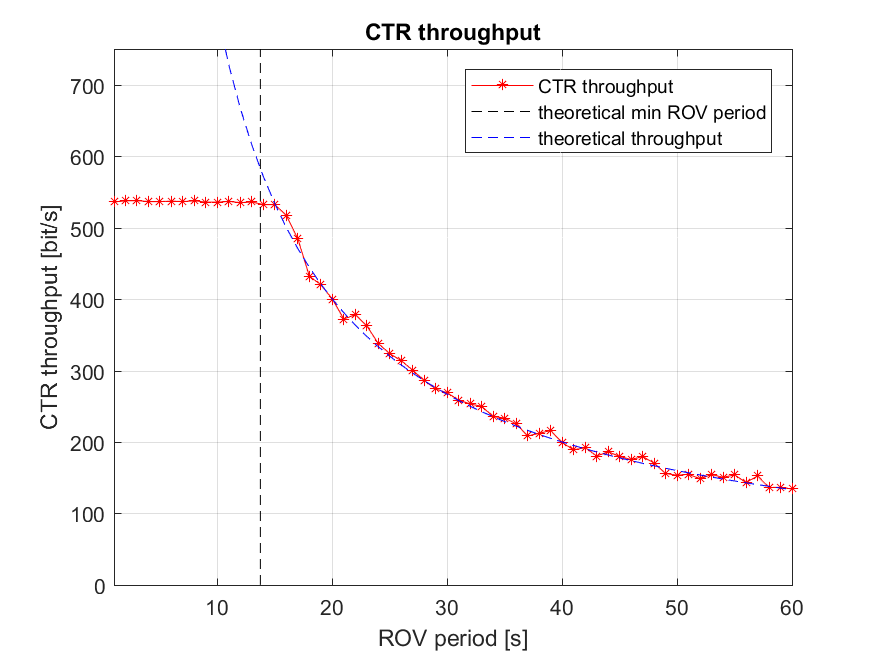 CTR throughput
CTR throughput
theoretical min ROV period
theoretical throughput
CTR throughput [bit/s]
700
600
500
400
300
200
100
0
10 20 30 40 50 60
ROV period [s]